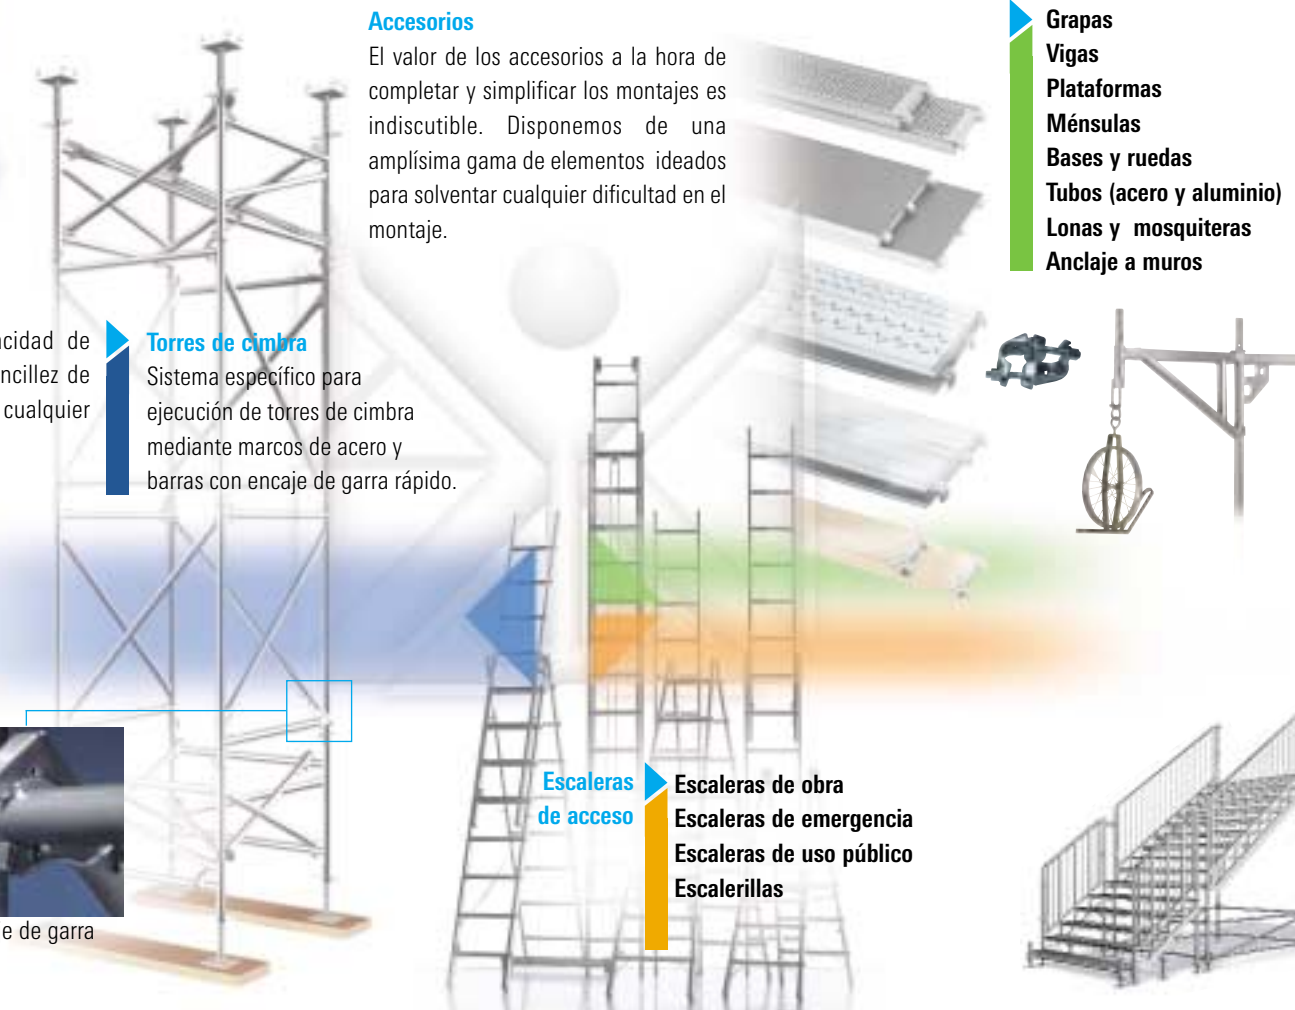 Accesorios
El valor de los accesorios a la hora de
completar y simplificar los montajes es
indiscutible. Disponemos de una
amplísima gama de elementos ideados
para solventar cualquier dificultad en el
montaje.
Grapas
Vigas
Plataformas
Ménsulas
Bases y ruedas
Tubos (acero y aluminio)
Lonas y mosquiteras
Anclaje a muros
de
de
cualquier
Torres de cimbra
Sistema específico para
ejecución de torres de cimbra
mediante marcos de acero y
barras con encaje de garra rápido.
de garra
Escaleras
de acceso
Escaleras de obra
Escaleras de emergencia
Escaleras de uso público
Escalerillas